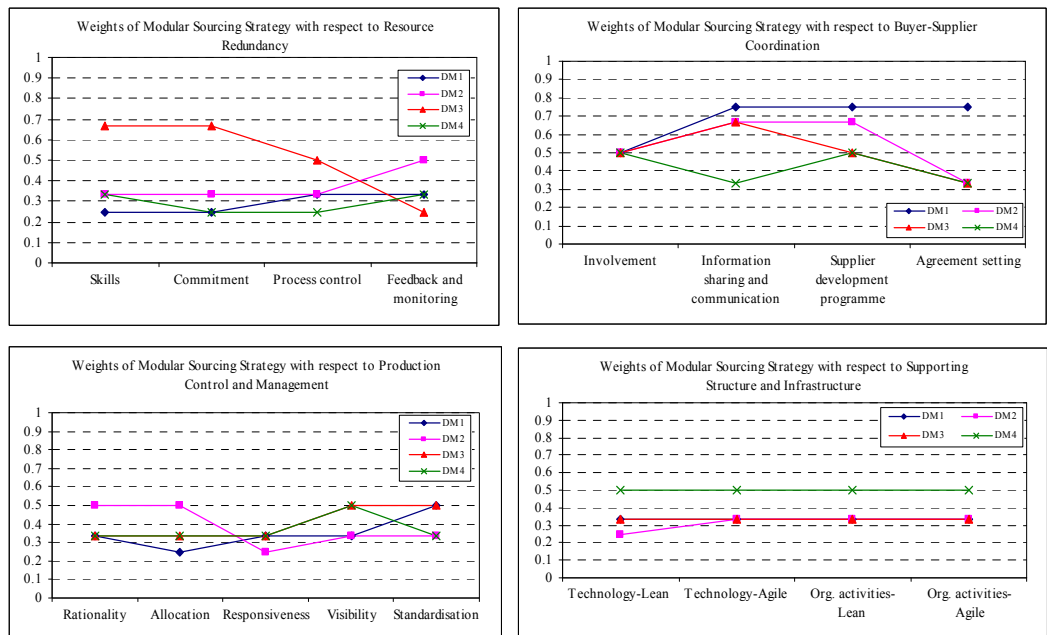 Weights of Modular Sourcing Strategy with respect to Resource
Redundancy
1
0.9
0.8
0.7
0.6
0.5
0.4
0.3
0.2
0.1
0
DM1
DM2
DM3
DM4
Skills
Commitment
Process control
Feedback and
monitoring
Weights of Modular Sourcing Strategy with respect to Buyer-Supplier
Coordination
1
0.9
0.8
0.7
0.6
0.5
0.4
0.3
0.2
0.1
0
DM1 DM2
DM3 DM4
Involvement
Information
sharing and
communication
Supplier
development
programme
Agreement setting
Weights of Modular Sourcing Strategy with respect to Production
Control and Management
1
0.9
0.8
0.7
0.6
0.5
0.4
0.3
0.2
0.1
0
DM1
DM2
DM3
DM4
Rationality
Allocation
Responsiveness
Visibility
Standardisation
Weights of Modular Sourcing Strategy with respect to Supporting
Structure and Infrastructure
1
0.9
0.8
0.7
0.6
0.5
0.4
0.3
0.2
0.1
0
DM1 DM2
DM3 DM4
Technology-Lean
Technology-Agile
Org. activities-
Lean
Org. activities-
Agile